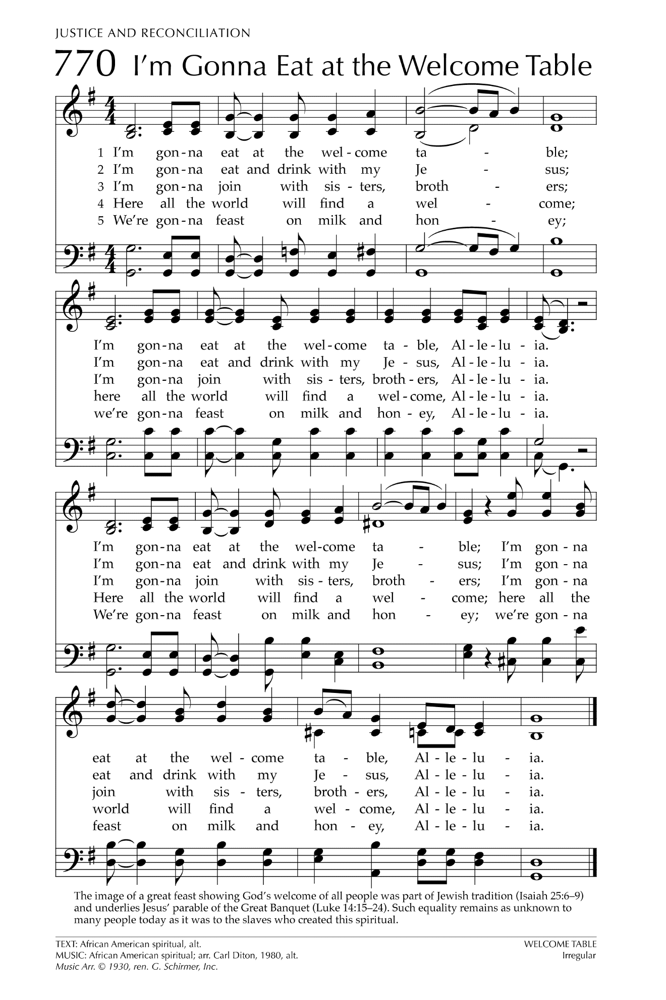 JUSTICE AND RECONCILIATION
770 I’m Gonna Eat at the Welcome Table
1 I’m gon - na eat at the wel - come ta - ble;
2 I’m gon - na eat and drink with my Je - sus;
3 I’m gon - na join with sis - ters, broth - ers;
4 Here all the world will find a wel - come;
5 We’re gon - na feast on milk and hon - ey;
I’m gon - na eat at the wel - come ta - ble, Al - le - lu - ia.
I’m gon - na eat and drink with my Je - sus, Al - le - lu - ia.
I’m gon - na join with sis - ters, broth - ers, Al - le - lu - ia.
here all the world will find a wel - come, Al - le - lu - ia.
we’re gon - na feast on milk and hon - ey, Al - le - lu - ia.
I’m gon - na eat at the wel - come ta - ble; I’m gon - na
I’m gon - na eat and drink with my Je - sus; I’m gon - na
I’m gon - na join with sis - ters, broth - ers; I’m gon - na
Here all the world will find a wel - come; here all the
We’re gon - na feast on milk and hon - ey; we’re gon - na
eat at the wel - come ta - ble, Al - le - lu - ia.
eat and drink with my Je - sus, Al - le - lu - ia.
join with sis - ters, broth - ers, Al - le - lu - ia.
world will find a wel - come, Al - le - lu - ia.
feast on milk and hon - ey, Al - le - lu - ia.
The image of a great feast showing God’s welcome of all people was part of Jewish tradition (Isaiah 25:6–9)
and underlies Jesus’ parable of the Great Banquet (Luke 14:15–24). Such equality remains as unknown to
many people today as it was to the slaves who created this spiritual.
TEXT: African American spiritual, alt. WELCOME TABLE
MUSIC: African American spiritual; arr. Carl Diton, 1980, alt. Irregular
Music Arr. © 1930, ren. G. Schirmer, Inc.